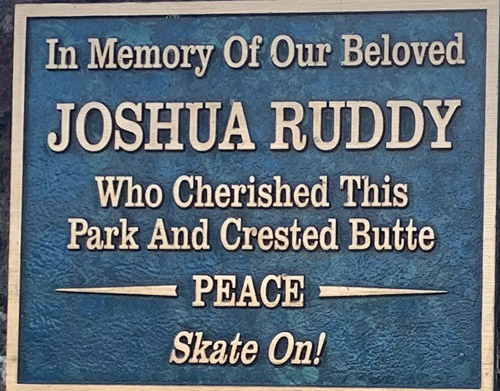 In Memory Of Our Beloved
JOSHUA RUDDY
Who Cherished This
Park And Crested Butte
PEACE
Skate On!